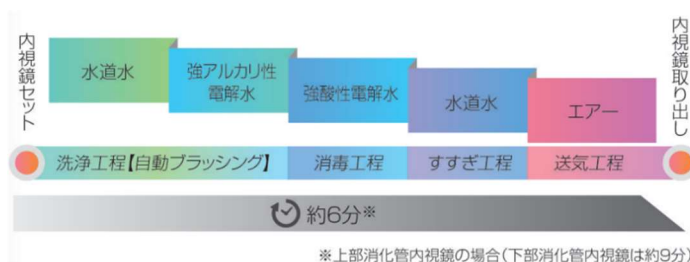 内視鏡セット
水道水
強アルカリ性
電解水
強酸性電解水
水道水
エアー
内視鏡取り出し
洗浄工程【自動ブラッシング】
消毒工程
すすぎ工程
送気工程
約6分※
※上部消化管内視鏡の場合(下部消化管内視鏡は約9分)